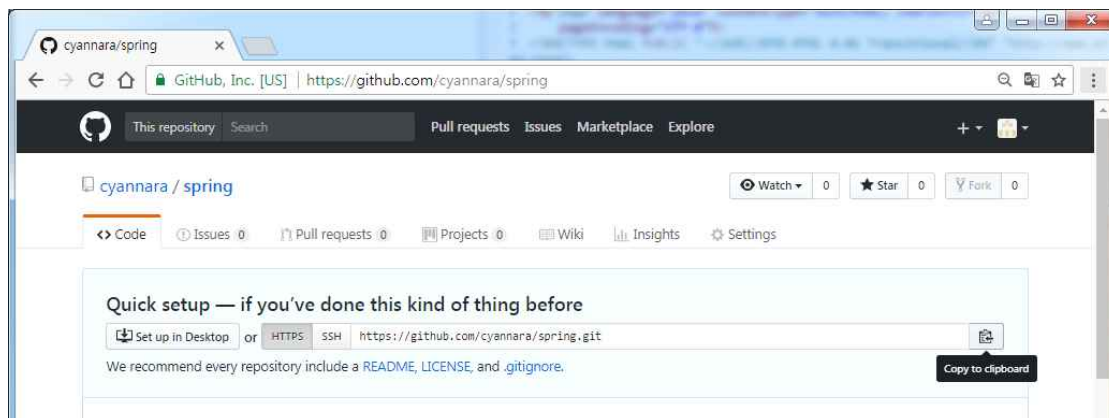 cyannara/spring
GitHub, Inc. [US] | https://github.com/cyannara/spring
This repository Search Pull requests Issues Marketplace Explore
cyannara / spring
Watch 0 Star 0 Fork 0
Code Issues 0 Pull requests 0 Projects 0 Wiki Insights Settings
Quick setup — if you've done this kind of thing before
Set up in Desktop or HTTPS SSH https://github.com/cyannara/spring.git
We recommend every repository include a README, LICENSE, and .gitignore.
Copy to clipboard